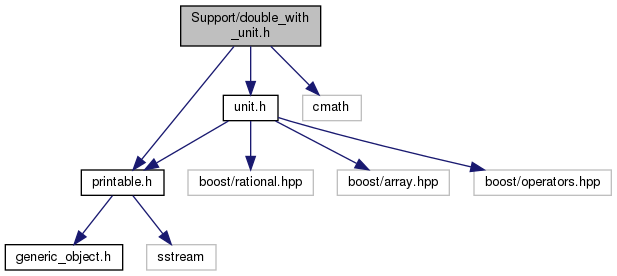 Support/double_with
_unit.h
unit.h
cmath
printable.h
boost/rational.hpp
boost/array.hpp
boost/operators.hpp
generic_object.h
sstream